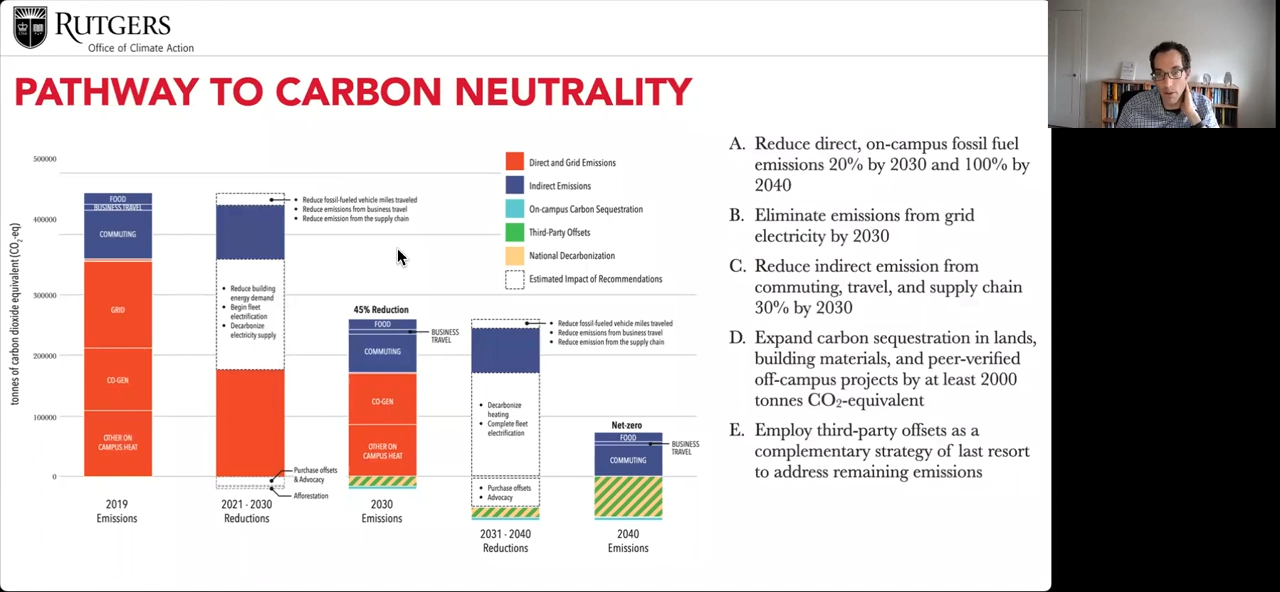 RUTGERS
Office of Climate Action
PATHWAY TO CARBON NEUTRALITY
tonnes of carbon dioxide equivalent (CO2-eq)
500000
400000
300000
200000
100000
0
FOOD
BUSINESS TRAVEL
COMMUTING
GRID
CO-GEN
OTHER ON
CAMPUS HEAT
2019
Emissions
• Reduce fossil-fueled vehicle miles traveled
• Reduce emissions from business travel
• Reduce emission from the supply chain
• Reduce building
energy demand
• Begin fleet
electrification
• Decarbonize
electricity supply
Purchase offsets
& Advocacy
Afforestation
2021 - 2030
Reductions
45% Reduction
FOOD
BUSINESS
TRAVEL
COMMUTING
CO-GEN
OTHER ON
CAMPUS HEAT
2030
Emissions
Direct and Grid Emissions
Indirect Emissions
On-campus Carbon Sequestration
Third-Party Offsets
National Decarbonization
Estimated Impact of Recommendations
• Reduce fossil-fueled vehicle miles traveled
• Reduce emissions from business travel
• Reduce emission from the supply chain
• Decarbonize
heating
• Complete fleet
electrification
• Purchase offsets
• Advocacy
2031 - 2040
Reductions
Net-zero
FOOD
BUSINESS
TRAVEL
COMMUTING
2040
Emissions
A. Reduce direct, on-campus fossil fuel
emissions 20% by 2030 and 100% by
2040
B. Eliminate emissions from grid
electricity by 2030
C. Reduce indirect emission from
commuting, travel, and supply chain
30% by 2030
D. Expand carbon sequestration in lands,
building materials, and peer-verified
off-campus projects by at least 2000
tonnes CO2-equivalent
E. Employ third-party offsets as a
complementary strategy of last resort
to address remaining emissions